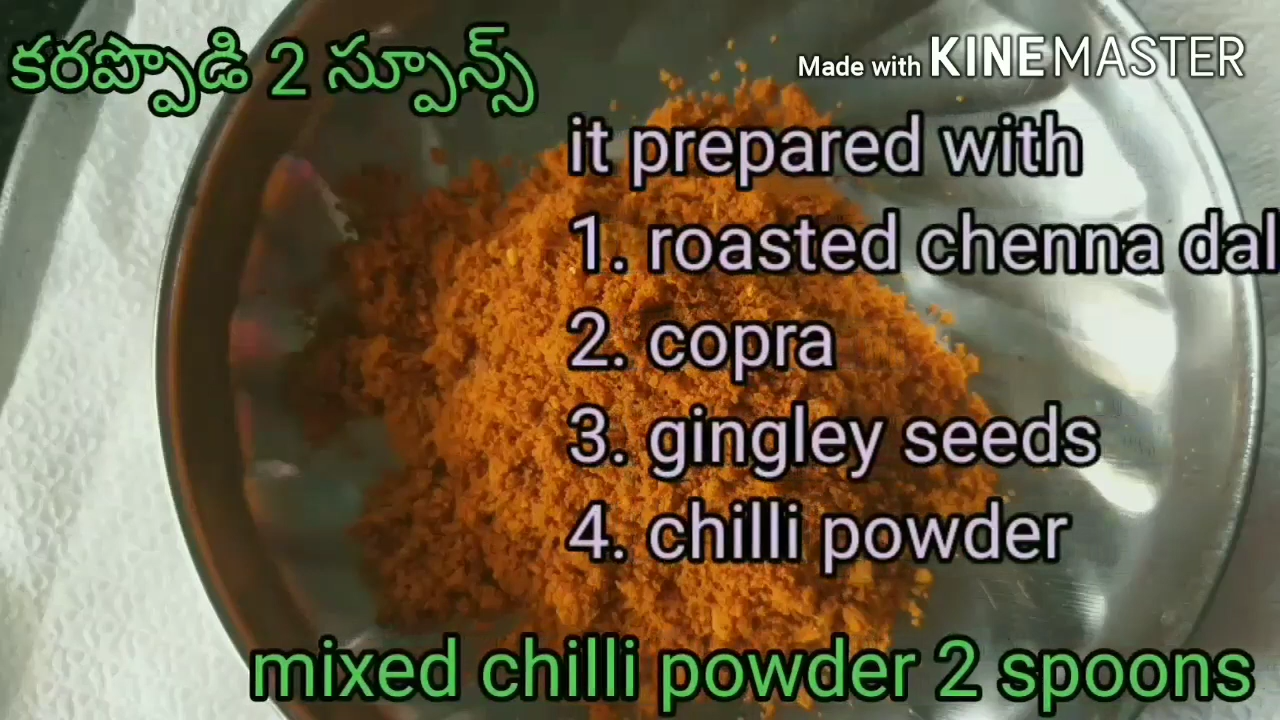 కరప్పొడి 2 స్పూన్స్
Made with KINEMASTER
it prepared with
1. roasted chenna dal
2. copra
3. gingley seeds
4. chilli powder
mixed chilli powder 2 spoons